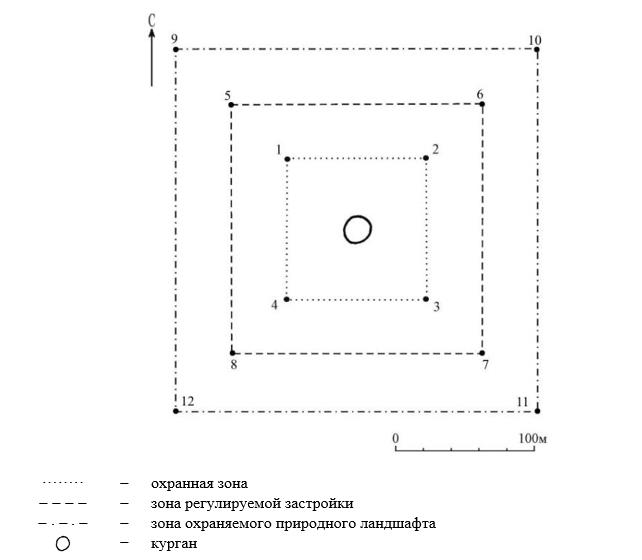 С
9 10
5 6
1 2
4 3
8 7
12 11
0 100м
– охранная зона
– зона регулируемой застройки
– зона охраняемого природного ландшафта
– курган